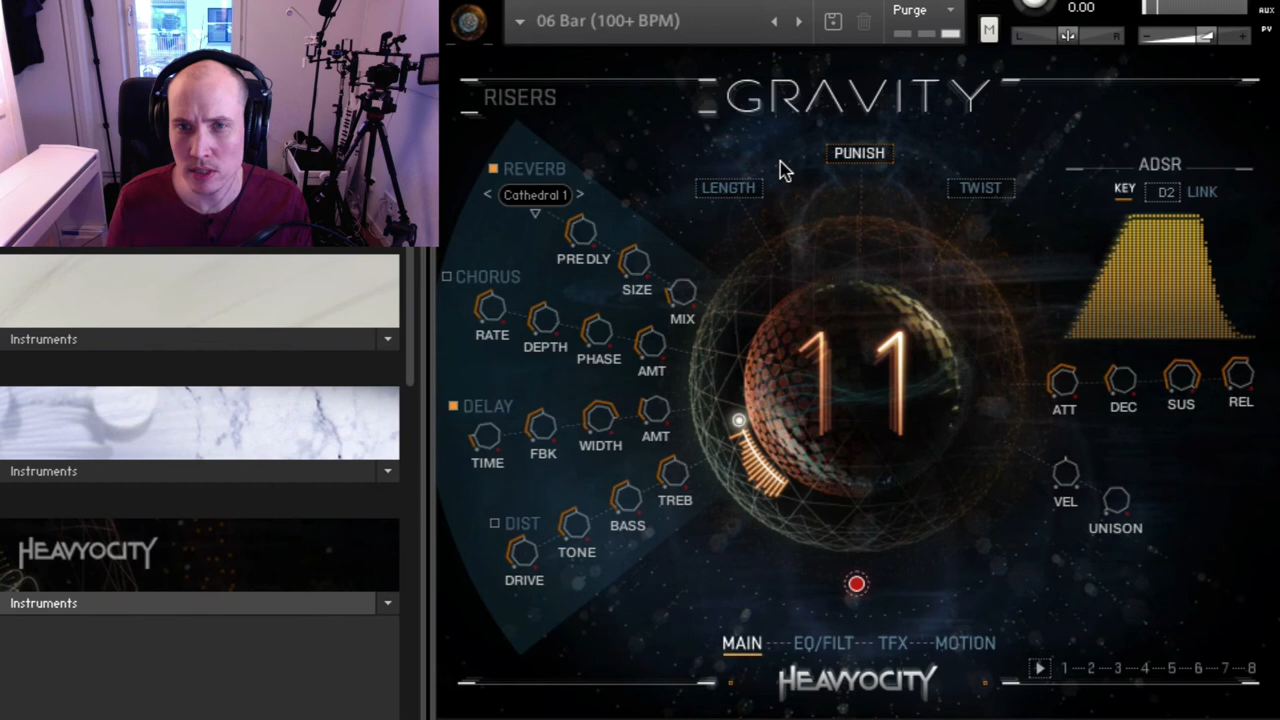 06 Bar (100+ BPM)
Purge
0.00
AUX
PV
M
L
R
RISERS
GRAVITY
PUNISH
LENGTH
TWIST
REVERB
< Cathedral 1 >
PRE DLY
SIZE
MIX
CHORUS
RATE
DEPTH
PHASE
AMT
DELAY
TIME
FBK
WIDTH
AMT
DIST
DRIVE
TONE
BASS
TREB
11
ADSR
KEY D2 LINK
ATT
DEC
SUS
REL
VEL
UNISON
MAIN EQ/FILT TFX MOTION
HEAVYOCITY
1 2 3 4 5 6 7 8
Instruments
Instruments
HEAVYOCITY
Instruments